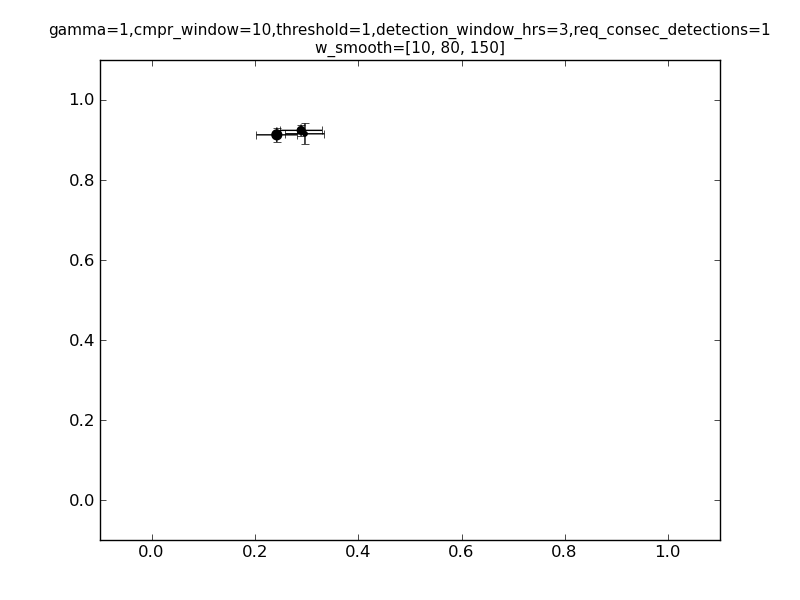 gamma=1,cmpr_window=10,threshold=1,detection_window_hrs=3,req_consec_detections=1
w_smooth=[10, 80, 150]
1.0
0.8
0.6
0.4
0.2
0.0
0.0 0.2 0.4 0.6 0.8 1.0